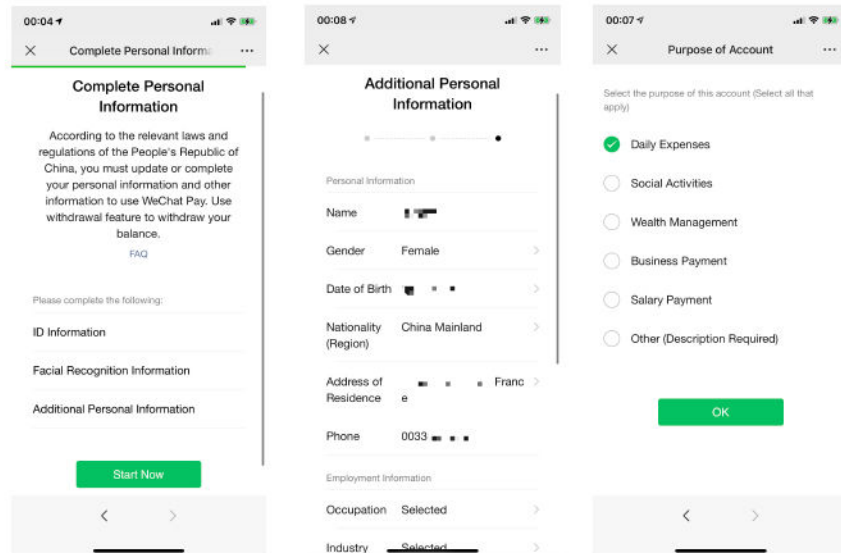 00:04
Complete Personal Inform
Complete Personal
Information
According to the relevant laws and
regulations of the People's Republic of
China, you must update or complete
your personal information and other
information to use WeChat Pay. Use
withdrawal feature to withdraw your
balance.
FAQ
Please complete the following:
ID Information
Facial Recognition Information
Additional Personal Information
Start Now
00:08
Additional Personal
Information
Personal Information
Name
Gender Female
Date of Birth
Nationality China Mainland
(Region)
Address of Franc
Residence e
Phone 0033
Employment Information
Occupation Selected
Industry Selected
00:07
Purpose of Account
Select the purpose of this account (Select all that
apply)
Daily Expenses
Social Activities
Wealth Management
Business Payment
Salary Payment
Other (Description Required)
OK